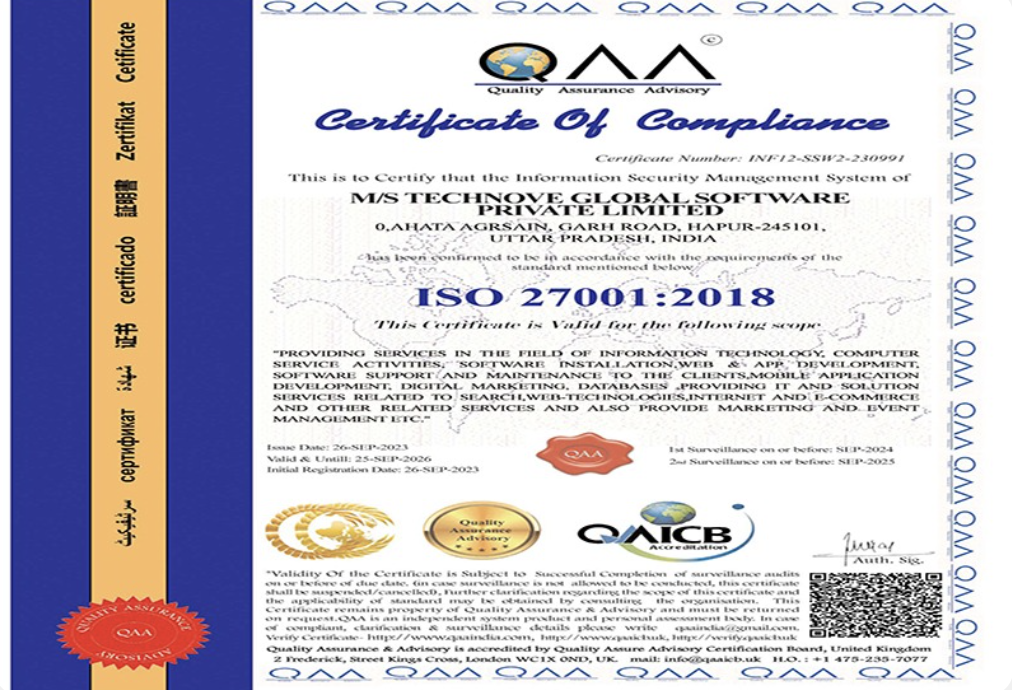 QAA QAA QAA QAA QAA QAA
Cetificate
Zertifikat
証明書
certificado
证书
شهادة
сертификат
سرٹیفیکیٹ
QUALITY ASSURANCE
QAA
ADVISORY
QAA ©
Quality Assurance Advisory
Certificate Of Compliance
Certificate Number: INF12-SSW2-230991
This is to Certify that the Information Security Management System of
M/S TECHNOVE GLOBAL SOFTWARE
PRIVATE LIMITED
0,AHATA AGRSAIN, GARH ROAD, HAPUR-245101,
UTTAR PRADESH, INDIA
has been confirmed to be in accordance with the requirements of the
standard mentioned below
ISO 27001:2018
This Certificate is Valid for the following scope
"PROVIDING SERVICES IN THE FIELD OF INFORMATION TECHNOLOGY, COMPUTER
SERVICE ACTIVITIES, SOFTWARE INSTALLATION,WEB & APP DEVELOPMENT,
SOFTWARE SUPPORT AND MAINTENANCE TO THE CLIENTS,MOBILE APPLICATION
DEVELOPMENT, DIGITAL MARKETING, DATABASES ,PROVIDING IT AND SOLUTION
SERVICES RELATED TO SEARCH,WEB-TECHNOLOGIES,INTERNET AND E-COMMERCE
AND OTHER RELATED SERVICES AND ALSO PROVIDE MARKETING AND EVENT
MANAGEMENT ETC."
Issue Date: 26-SEP-2023
Valid & Untill: 25-SEP-2026
Initial Registration Date: 26-SEP-2023
QAA
1st Surveillance on or before: SEP-2024
2nd Surveillance on or before: SEP-2025
Quality
Assurance
Advisory
QAICB
Accreditation
Auth. Sig.
"Validity Of the Certificate is Subject to Successful Completion of surveillance audits
on or before of due date. (in case surveillance is not allowed to be conducted, this certificate
shall be suspended/cancelled), Further clarification regarding the scope of this certificate and
the applicability of standard may be obtained by consulting the organisation. This
Certificate remains property of Quality Assurance & Advisory and must be returned
on request.QAA is an independent system product and personal assessment body. In case
of compliant, clarification & surveillance details please write qaaindia@gmail.com,
Verify Certificate- http://www.qaaindia.com, http://www.qaaicb.uk, http://verify.qaaicb.uk
Quality Assurance & Advisory is accredited by Quality Assure Advisory Certification Board, United Kingdom
2 Frederick, Street Kings Cross, London WC1X 0ND, UK. mail: info@qaaicb.uk H.O. : +1 475-235-7077
QAA QAA QAA QAA QAA QAA